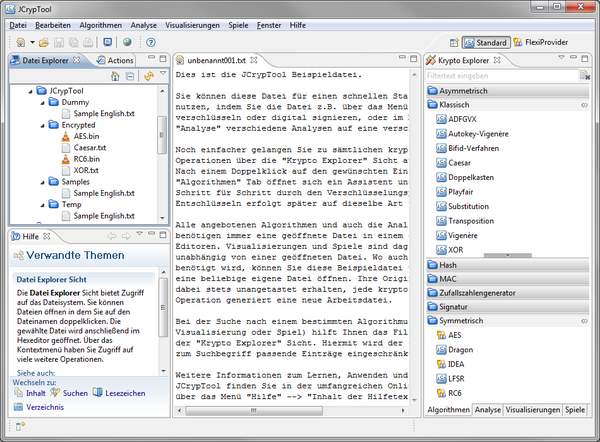 JCrypTool
Datei Bearbeiten Algorithmen Analyse Visualisierungen Spiele Fenster Hilfe
Standard FlexiProvider
Datei Explorer Actions
JCrypTool
Dummy
Sample English.txt
Encrypted
AES.bin
Caesar.txt
RC6.bin
XOR.txt
Samples
Sample English.txt
Temp
Sample English.txt
Hilfe
Verwandte Themen
Datei Explorer Sicht
Die Datei Explorer Sicht bietet Zugriff
auf das Dateisystem. Sie können
Dateien öffnen in dem Sie auf den
Dateinamen doppelklicken. Die
gewählte Datei wird anschließend im
Hexeditor geöffnet. Über das
Kontextmenü haben Sie Zugriff auf
viele weitere Operationen.
Siehe auch:
Wechseln zu:
Inhalt Suchen Lesezeichen
Verzeichnis
unbenannt001.txt
Dies ist die JCrypTool Beispieldatei.
Sie können diese Datei für einen schnellen Sta
nutzen, indem Sie die Datei z.B. über das Menü
verschlüsseln oder digital signieren, oder im
"Analyse" verschiedene Analysen auf eine versc
Noch einfacher gelangen Sie zu sämtlichen kryp
Operationen über die "Krypto Explorer" Sicht a
Nach einem Doppelklick auf den gewünschten Ein
"Algorithmen" Tab öffnet sich ein Assistent un
Schritt für Schritt durch den Verschlüsselungs
Entschlüsseln erfolgt später auf dieselbe Art
Alle angebotenen Algorithmen und auch die Anal
benötigen immer eine geöffnete Datei in einem
Editoren. Visualisierungen und Spiele sind dag
unabhängig von einer geöffneten Datei. Wo auch
benötigt wird, können Sie diese Beispieldatei
eine beliebige eigene Datei öffnen. Ihre Origi
dabei stets unangetastet erhalten, jede krypto
Operation generiert eine neue Arbeitsdatei.
Bei der Suche nach einem bestimmten Algorithmu
Visualisierung oder Spiel) hilft Ihnen das Fil
der "Krypto Explorer" Sicht. Hiermit wird der
zum Suchbegriff passende Einträge eingeschränk
Weitere Informationen zum Lernen, Anwenden und
JCrypTool finden Sie in der umfangreichen Onli
über das Menü "Hilfe" --> "Inhalt der Hilfetex
Krypto Explorer
Filtertext eingeben
Asymmetrisch
Klassisch
ADFGVX
Autokey-Vigenère
Bifid-Verfahren
Caesar
Doppelkasten
Playfair
Substitution
Transposition
Vigenère
XOR
Hash
MAC
Zufallszahlengenerator
Signatur
Symmetrisch
AES
Dragon
IDEA
LFSR
RC6
Algorithmen Analyse Visualisierungen Spiele